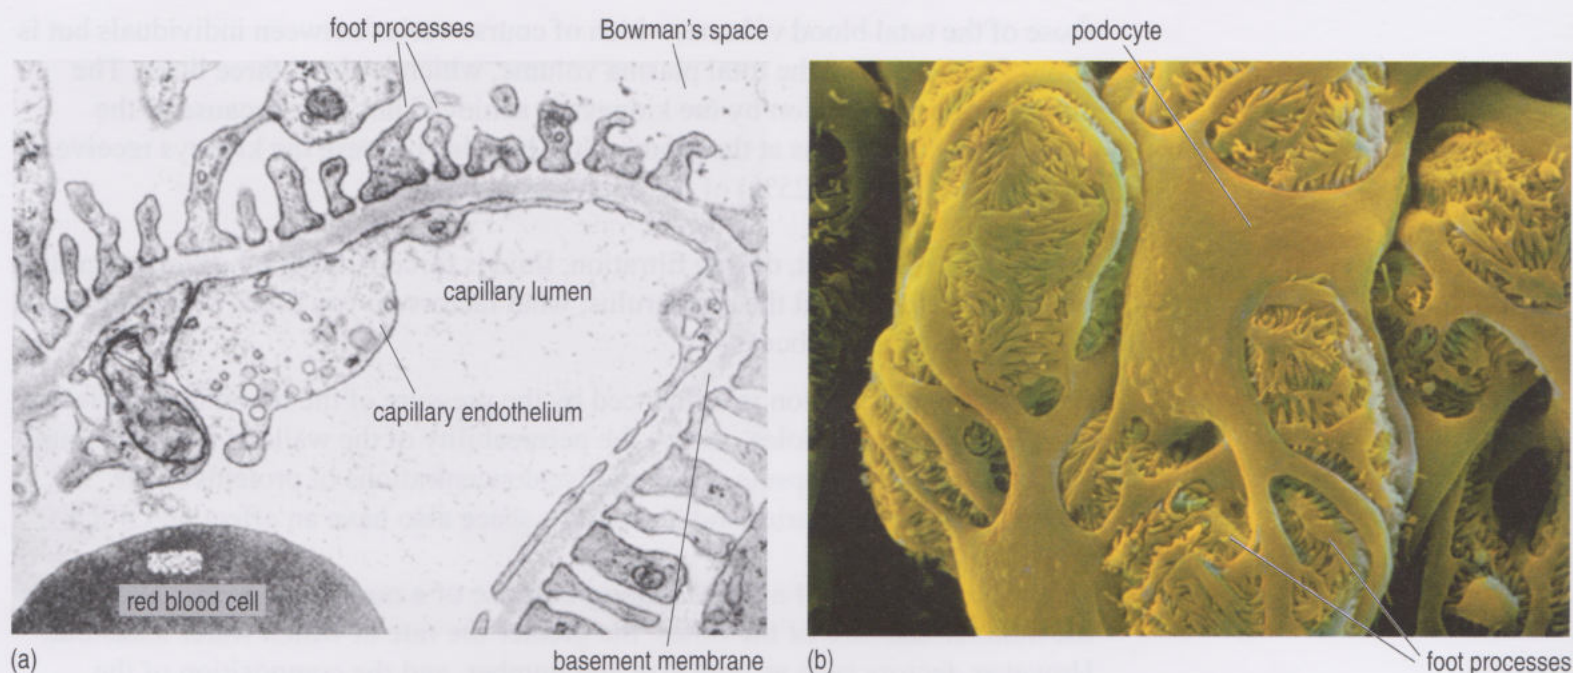 foot processes
Bowman's space
podocyte
capillary lumen
capillary endothelium
red blood cell
(a)
basement membrane
(b)
foot processes